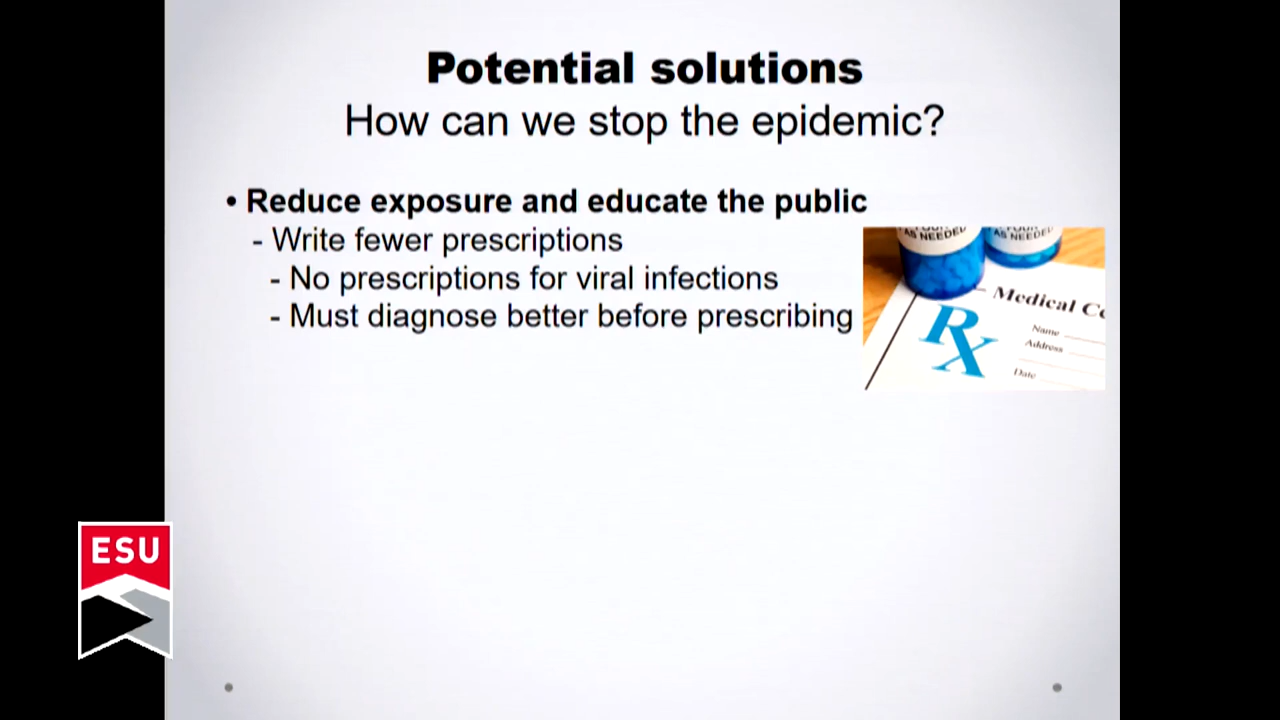 Potential solutions
How can we stop the epidemic?
• Reduce exposure and educate the public
- Write fewer prescriptions
- No prescriptions for viral infections
- Must diagnose better before prescribing
AS NEEDED
AS NEEDED
Medical
Rx
Name
Address
Date
ESU